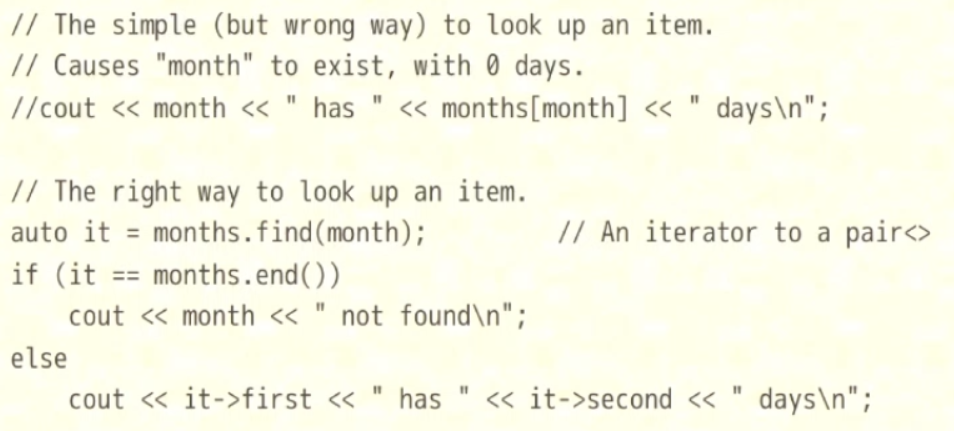 // The simple (but wrong way) to look up an item.
// Causes "month" to exist, with 0 days.
//cout << month << " has " << months[month] << " days\n";

// The right way to look up an item.
auto it = months.find(month);         // An iterator to a pair<>
if (it == months.end())
    cout << month << " not found\n";
else
    cout << it->first << " has " << it->second << " days\n";